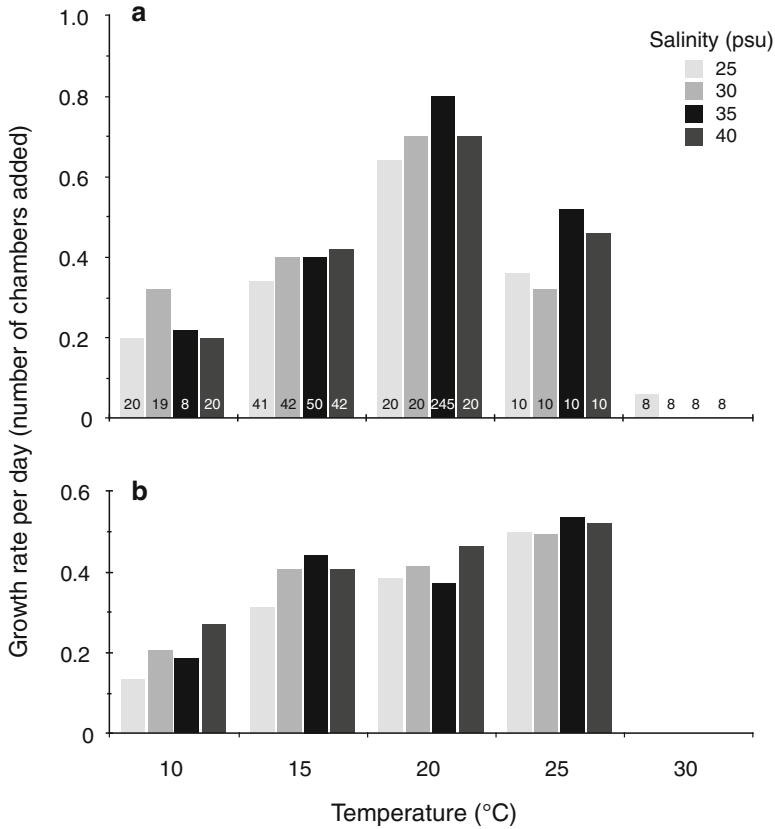 a
Salinity (psu)
25
30
35
40
Growth rate per day (number of chambers added)
1.0
0.8
0.6
0.4
0.2
0
20 19 8 20 41 42 50 42 20 20 245 20 10 10 10 10 8 8 8 8
b
0.6
0.4
0.2
0
10 15 20 25 30
Temperature (°C)